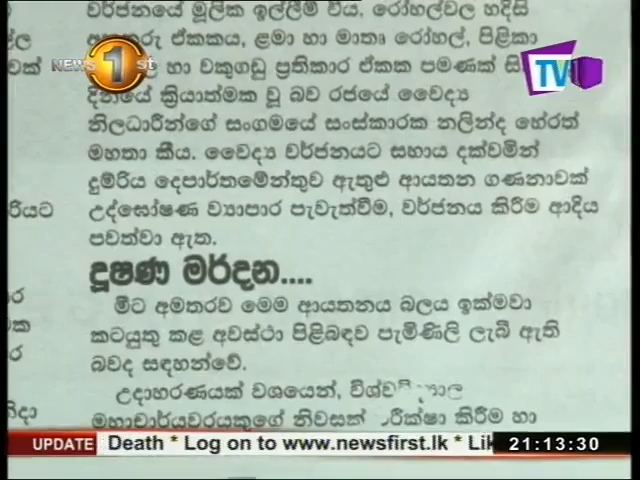 වර්ජනයේ මූලික ඉල්ලීම විය. රෝහල්වල හදිසි
ඒකකය, ළමා හා මාතෘ රෝහල්, පිළිකා
NEWS 1st
TV1
හා වකුගඩු ප්‍රතිකාර ඒකක පමණක්
දිනයේ ක්‍රියාත්මක වූ බව රජයේ වෛද්‍ය
නිලධාරීන්ගේ සංගමයේ සංස්කාරක නලින්ද හේරත්
මහතා කීය. වෛද්‍ය වර්ජනයට සහාය දක්වමින්
දුම්රිය දෙපාර්තමේන්තුව ඇතුළු ආයතන ගණනාවක්
උද්ඝෝෂණ ව්‍යාපාර පැවැත්වීම, වර්ජනය කිරීම ආදිය
පවත්වා ඇත.
දූෂණ මර්දන....
මීට අමතරව මෙම ආයතනය බලය ඉක්මවා
කටයුතු කළ අවස්ථා පිළිබඳව පැමිණිලි ලැබී ඇති
බවද සඳහන්වේ.
උදාහරණයක් වශයෙන්,
මහාචාර්යවරයකුගේ නිවසක් කිරීම හා
UPDATE Death * Log on to www.newsfirst.lk * Lik 21:13:30